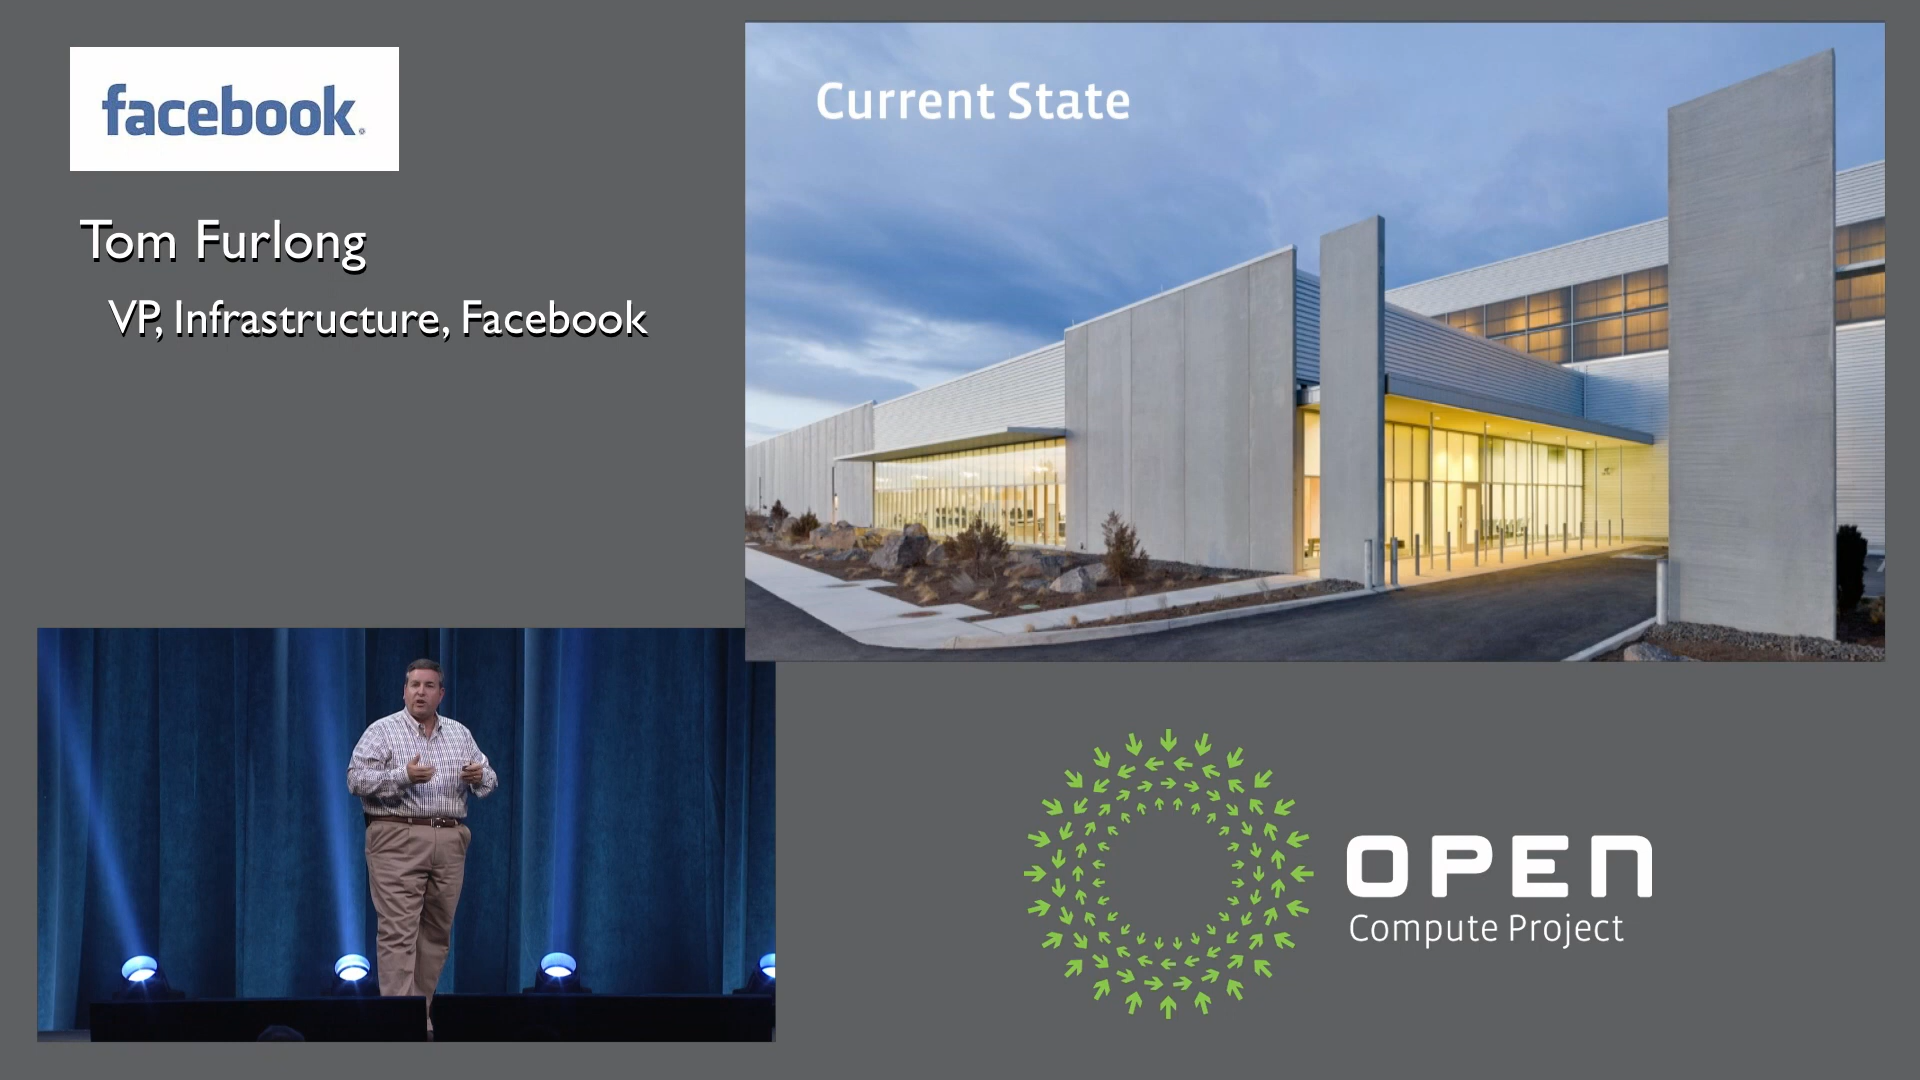 facebook®
Tom Furlong
VP, Infrastructure, Facebook
Current State
OPEN
Compute Project